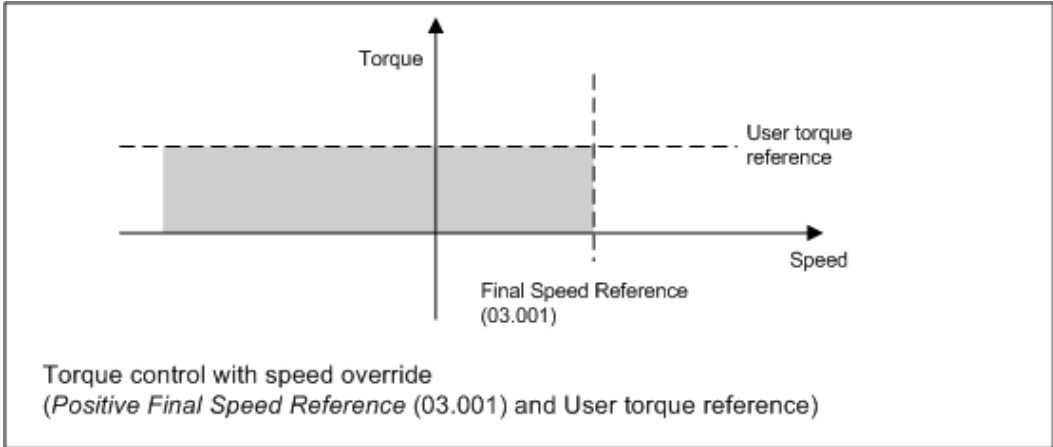 Torque
User torque
reference
Speed
Final Speed Reference
(03.001)
Torque control with speed override
(Positive Final Speed Reference (03.001) and User torque reference)